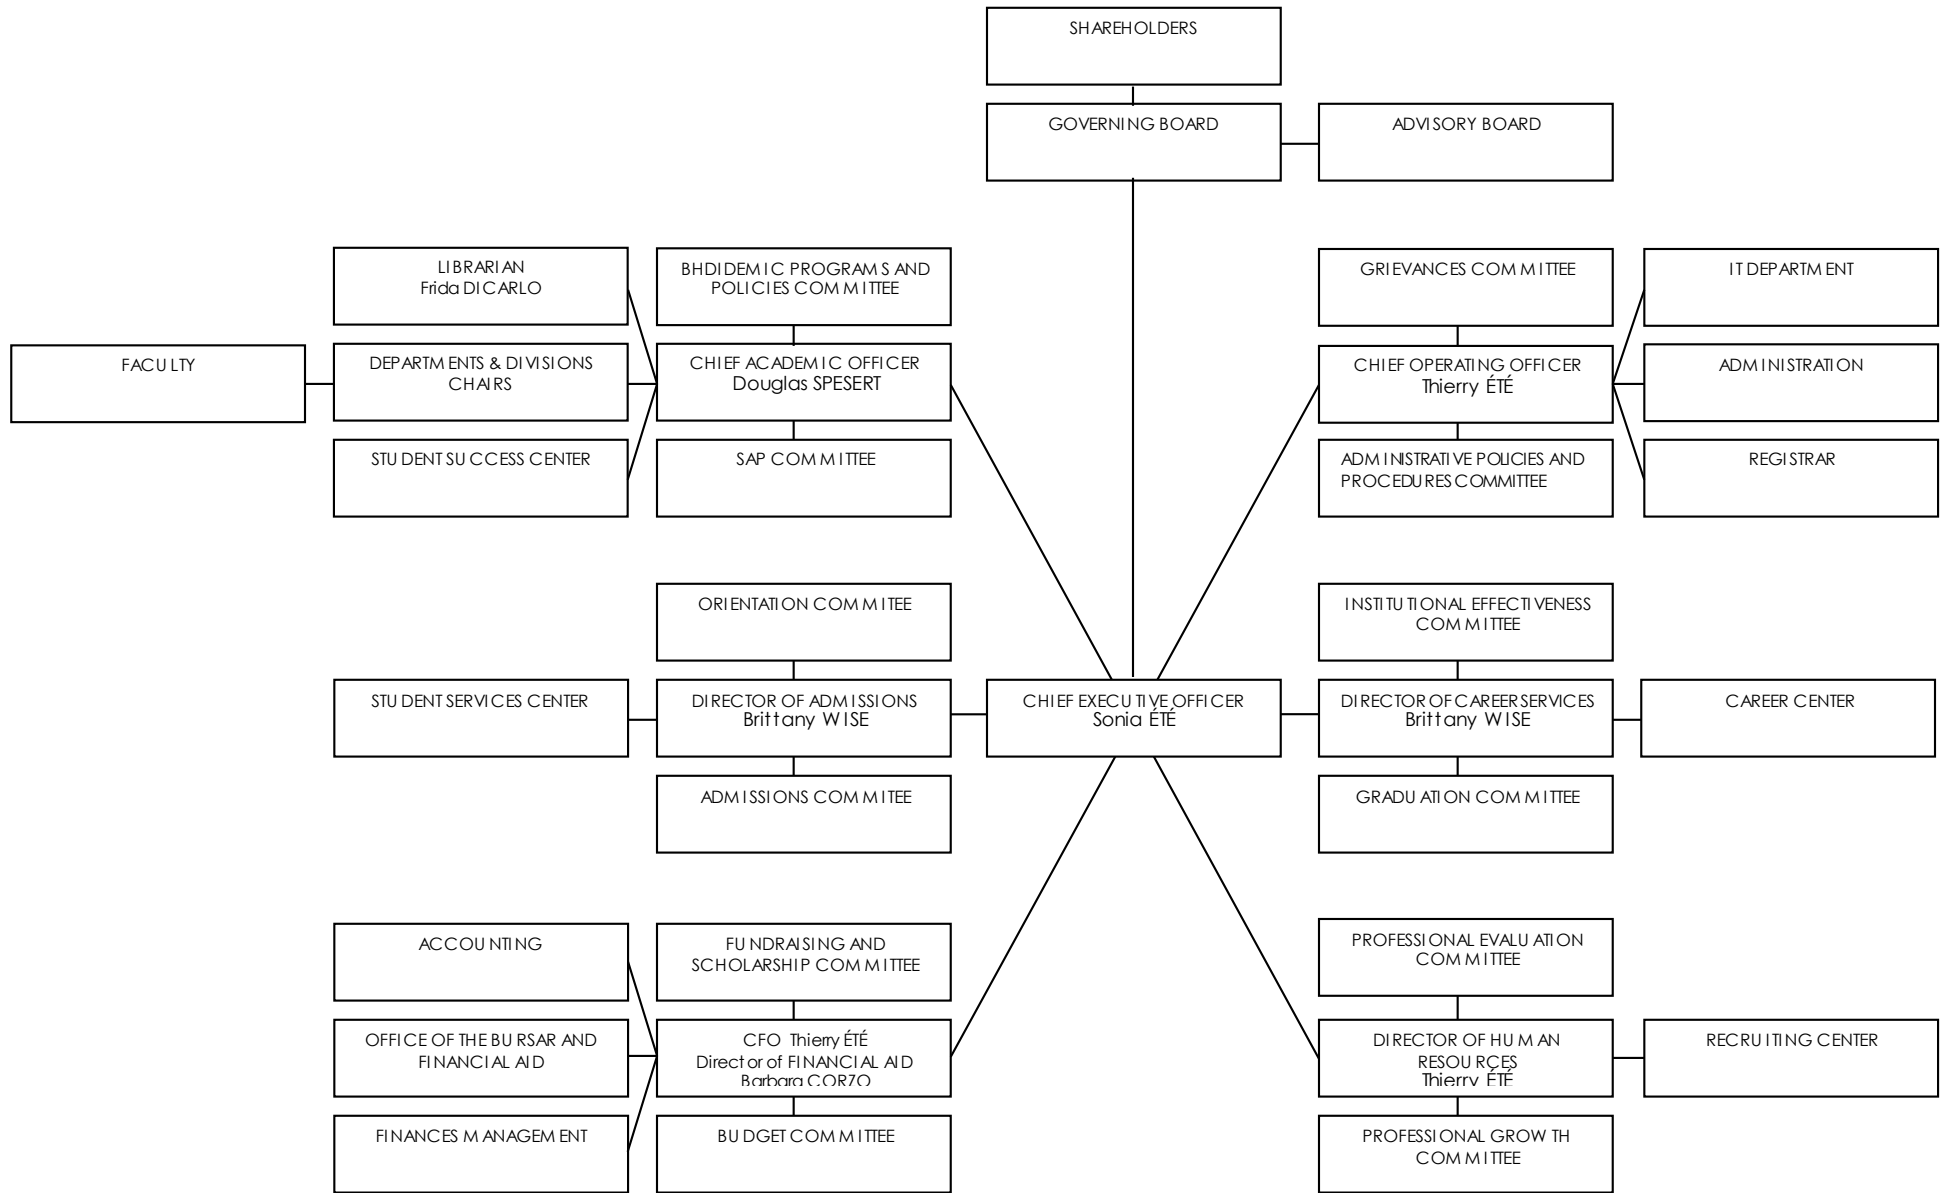 SHAREHOLDERS
GOVERNING BOARD
ADVISORY BOARD
LIBRARIAN
Frida DICARLO
BHDIDEMIC PROGRAMS AND
POLICIES COMMITTEE
GRIEVANCES COMMITTEE
IT DEPARTMENT
FACULTY
DEPARTMENTS & DIVISIONS
CHAIRS
CHIEF ACADEMIC OFFICER
Douglas SPESERT
CHIEF OPERATING OFFICER
Thierry ÉTÉ
ADMINISTRATION
STUDENT SUCCESS CENTER
SAP COMMITTEE
ADMINISTRATIVE POLICIES AND
PROCEDURES COMMITTEE
REGISTRAR
ORIENTATION COMMITEE
INSTITUTIONAL EFFECTIVENESS
COMMITTEE
STUDENT SERVICES CENTER
DIRECTOR OF ADMISSIONS
Brittany WISE
CHIEF EXECUTIVE OFFICER
Sonia ÉTÉ
DIRECTOR OF CAREER SERVICES
Brittany WISE
CAREER CENTER
ADMISSIONS COMMITEE
GRADUATION COMMITTEE
ACCOUNTING
FUNDRAISING AND
SCHOLARSHIP COMMITTEE
PROFESSIONAL EVALUATION
COMMITTEE
OFFICE OF THE BURSAR AND
FINANCIAL AID
CFO Thierry ÉTÉ
Director of FINANCIAL AID
Barbara CORZO
DIRECTOR OF HUMAN
RESOURCES
Thierry ÉTÉ
RECRUITING CENTER
FINANCES MANAGEMENT
BUDGET COMMITTEE
PROFESSIONAL GROWTH
COMMITTEE